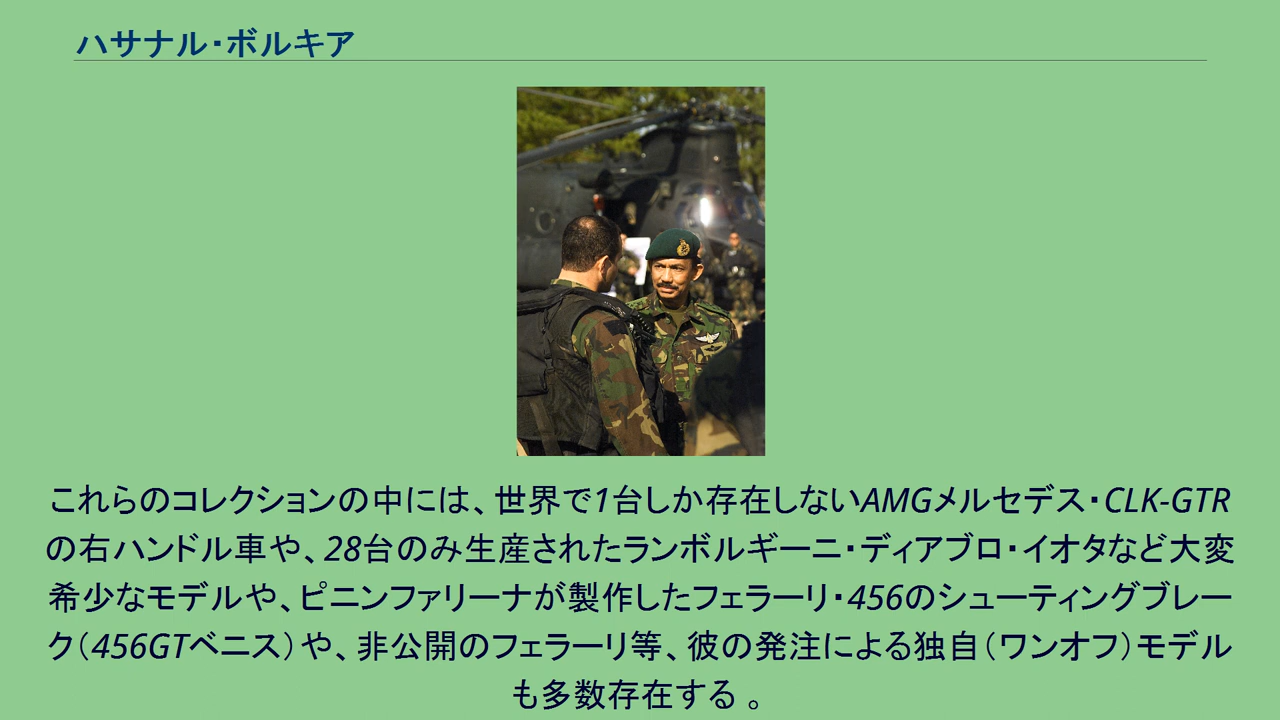 ハサナル・ボルキア
これらのコレクションの中には、世界で1台しか存在しないAMGメルセデス・CLK-GTR
の右ハンドル車や、28台のみ生産されたランボルギーニ・ディアブロ・イオタなど大変
希少なモデルや、ピニンファリーナが製作したフェラーリ・456のシューティングブレー
ク（456GTベニス）や、非公開のフェラーリ等、彼の発注による独自（ワンオフ）モデル
も多数存在する 。